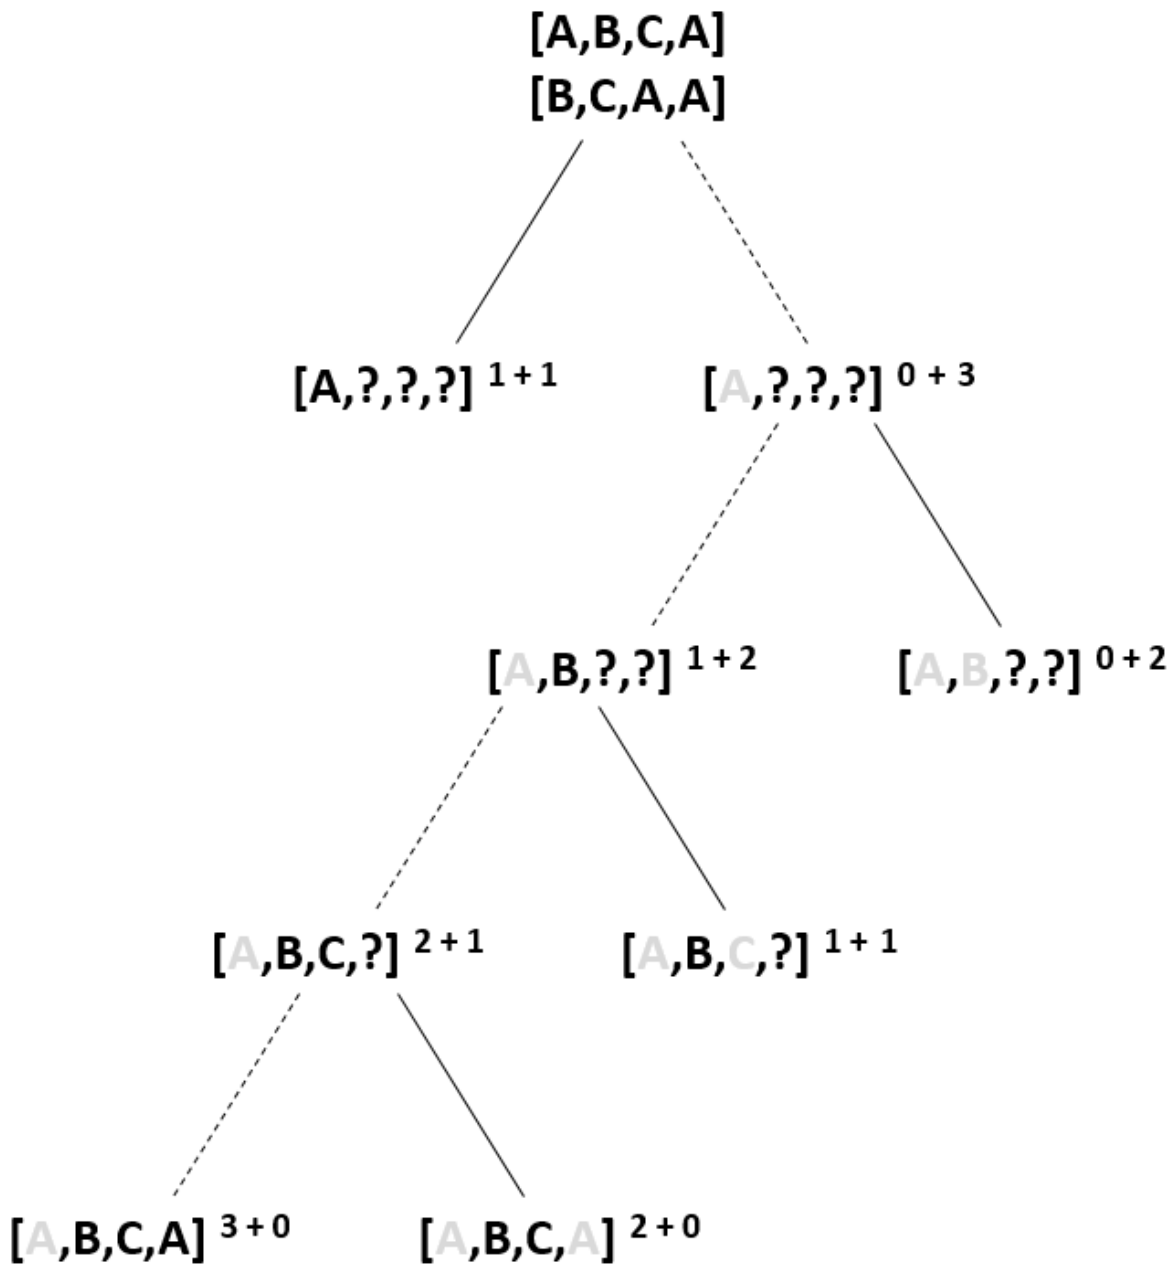 [A,B,C,A]
[B,C,A,A]
[A,?,?,?] 1 + 1
[A,?,?,?] 0 + 3
[A,B,?,?] 1 + 2
[A,B,?,?] 0 + 2
[A,B,C,?] 2 + 1
[A,B,C,?] 1 + 1
[A,B,C,A] 3 + 0
[A,B,C,A] 2 + 0